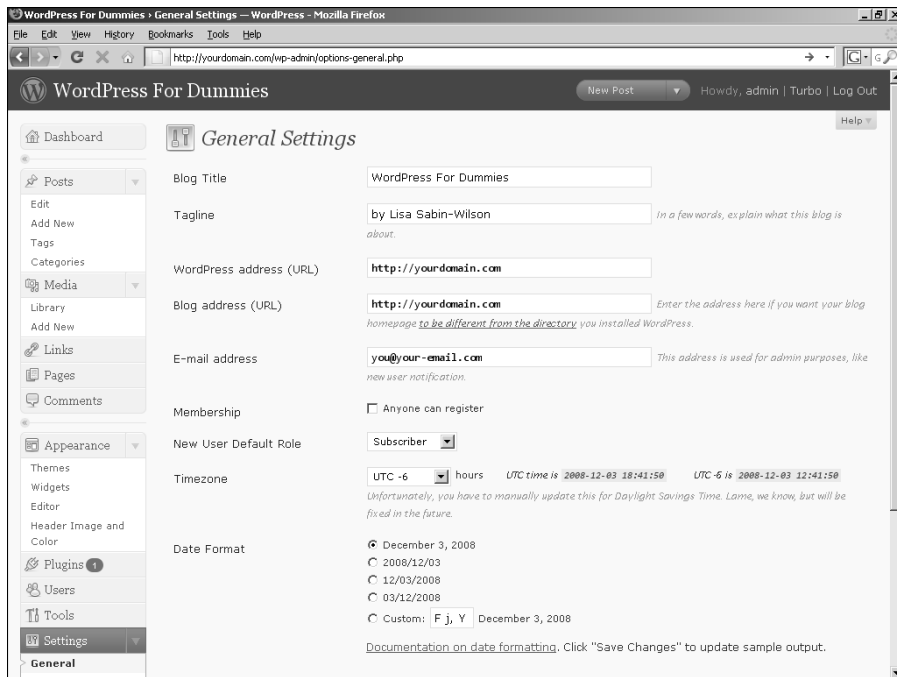 WordPress For Dummies › General Settings — WordPress - Mozilla Firefox
File Edit View History Bookmarks Tools Help
http://yourdomain.com/wp-admin/options-general.php
G
G
WordPress For Dummies
New Post
Howdy, admin | Turbo | Log Out
Help
Dashboard
Posts
Edit
Add New
Tags
Categories
Media
Library
Add New
Links
Pages
Comments
Appearance
Themes
Widgets
Editor
Header Image and
Color
Plugins 1
Users
Tools
Settings
General
General Settings
Blog Title
WordPress For Dummies
Tagline
by Lisa Sabin-Wilson
In a few words, explain what this blog is
about.
WordPress address (URL)
http://yourdomain.com
Blog address (URL)
http://yourdomain.com
Enter the address here if you want your blog
homepage to be different from the directory you installed WordPress.
E-mail address
you@your-email.com
This address is used for admin purposes, like
new user notification.
Membership
Anyone can register
New User Default Role
Subscriber
Timezone
UTC -6
hours
UTC time is 2008-12-03 18:41:50
UTC -6 is 2008-12-03 12:41:50
Unfortunately, you have to manually update this for Daylight Savings Time. Lame, we know, but will be
fixed in the future.
Date Format
December 3, 2008
2008/12/03
12/03/2008
03/12/2008
Custom: F j, Y December 3, 2008
Documentation on date formatting. Click "Save Changes" to update sample output.